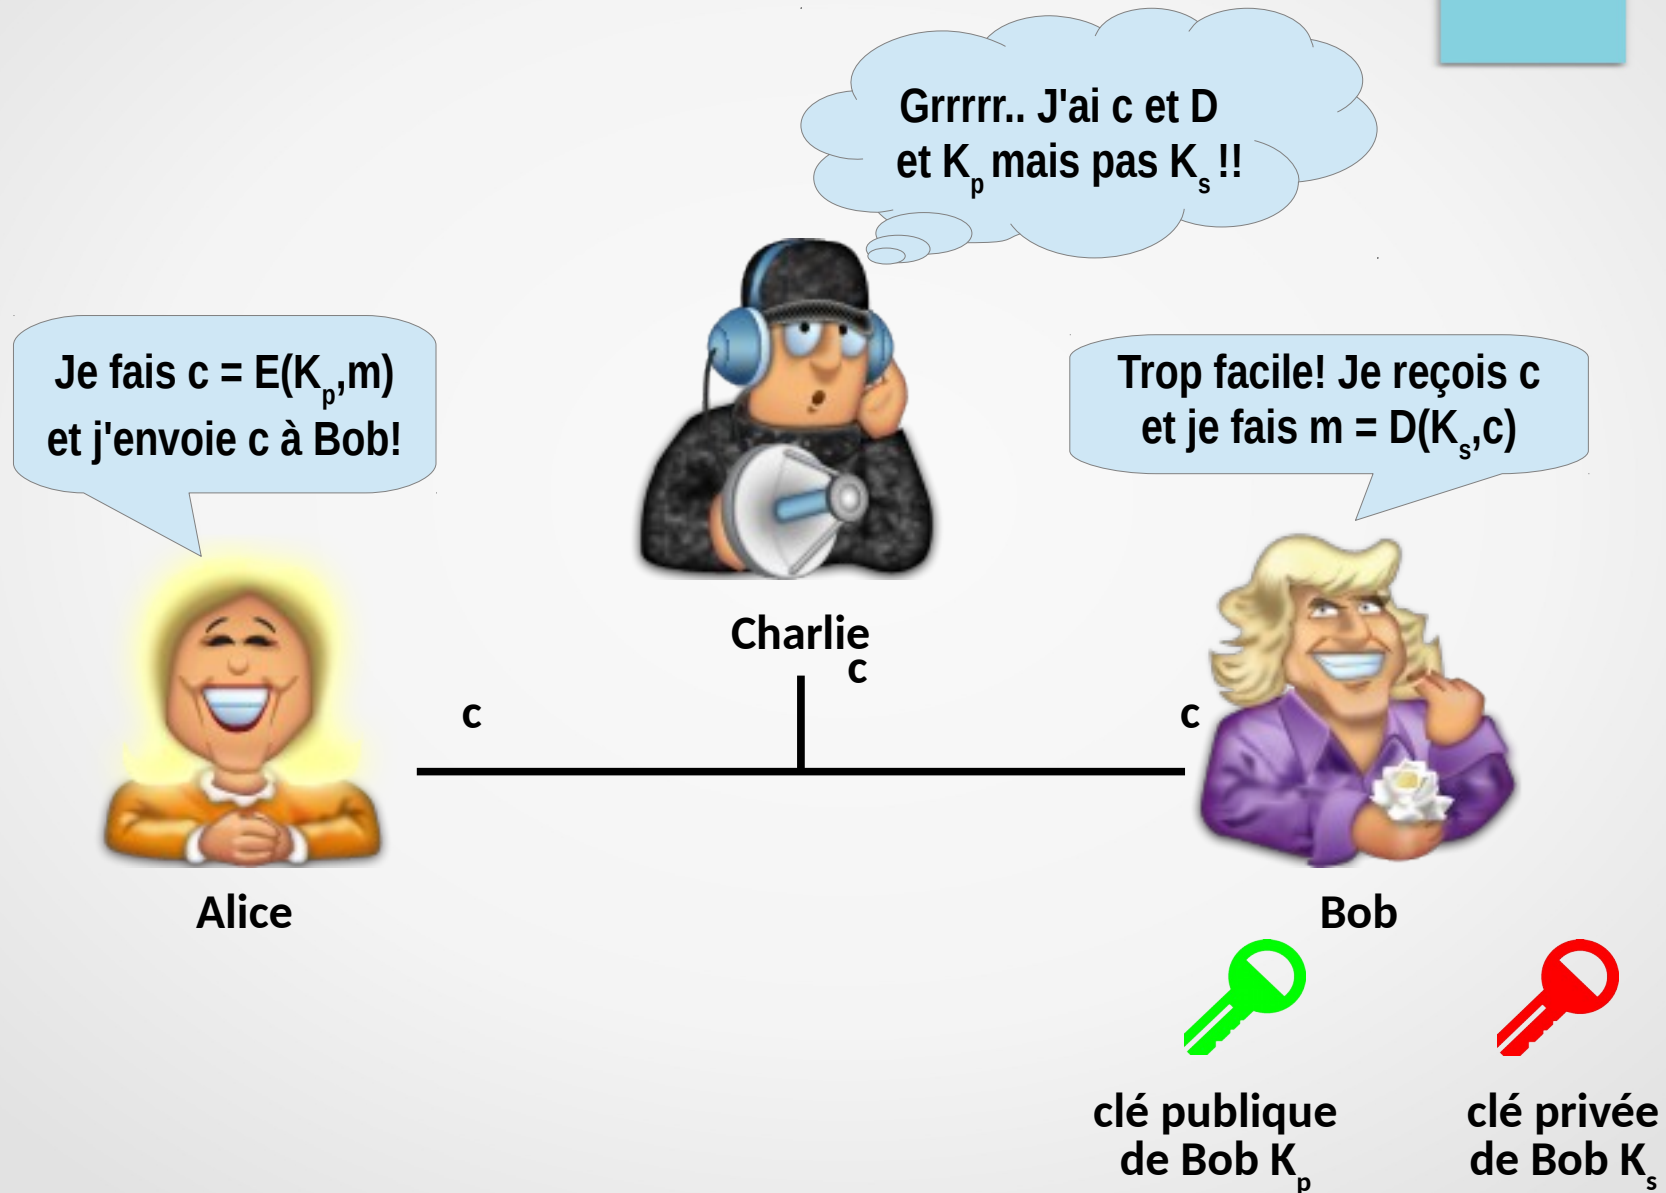 Grrrrr.. J'ai c et D
et Kp mais pas Ks !!
Je fais c = E(Kp,m)
et j'envoie c à Bob!
Trop facile! Je reçois c
et je fais m = D(Ks,c)
Charlie
c
c
c
Alice
Bob
clé publique
de Bob Kp
clé privée
de Bob Ks